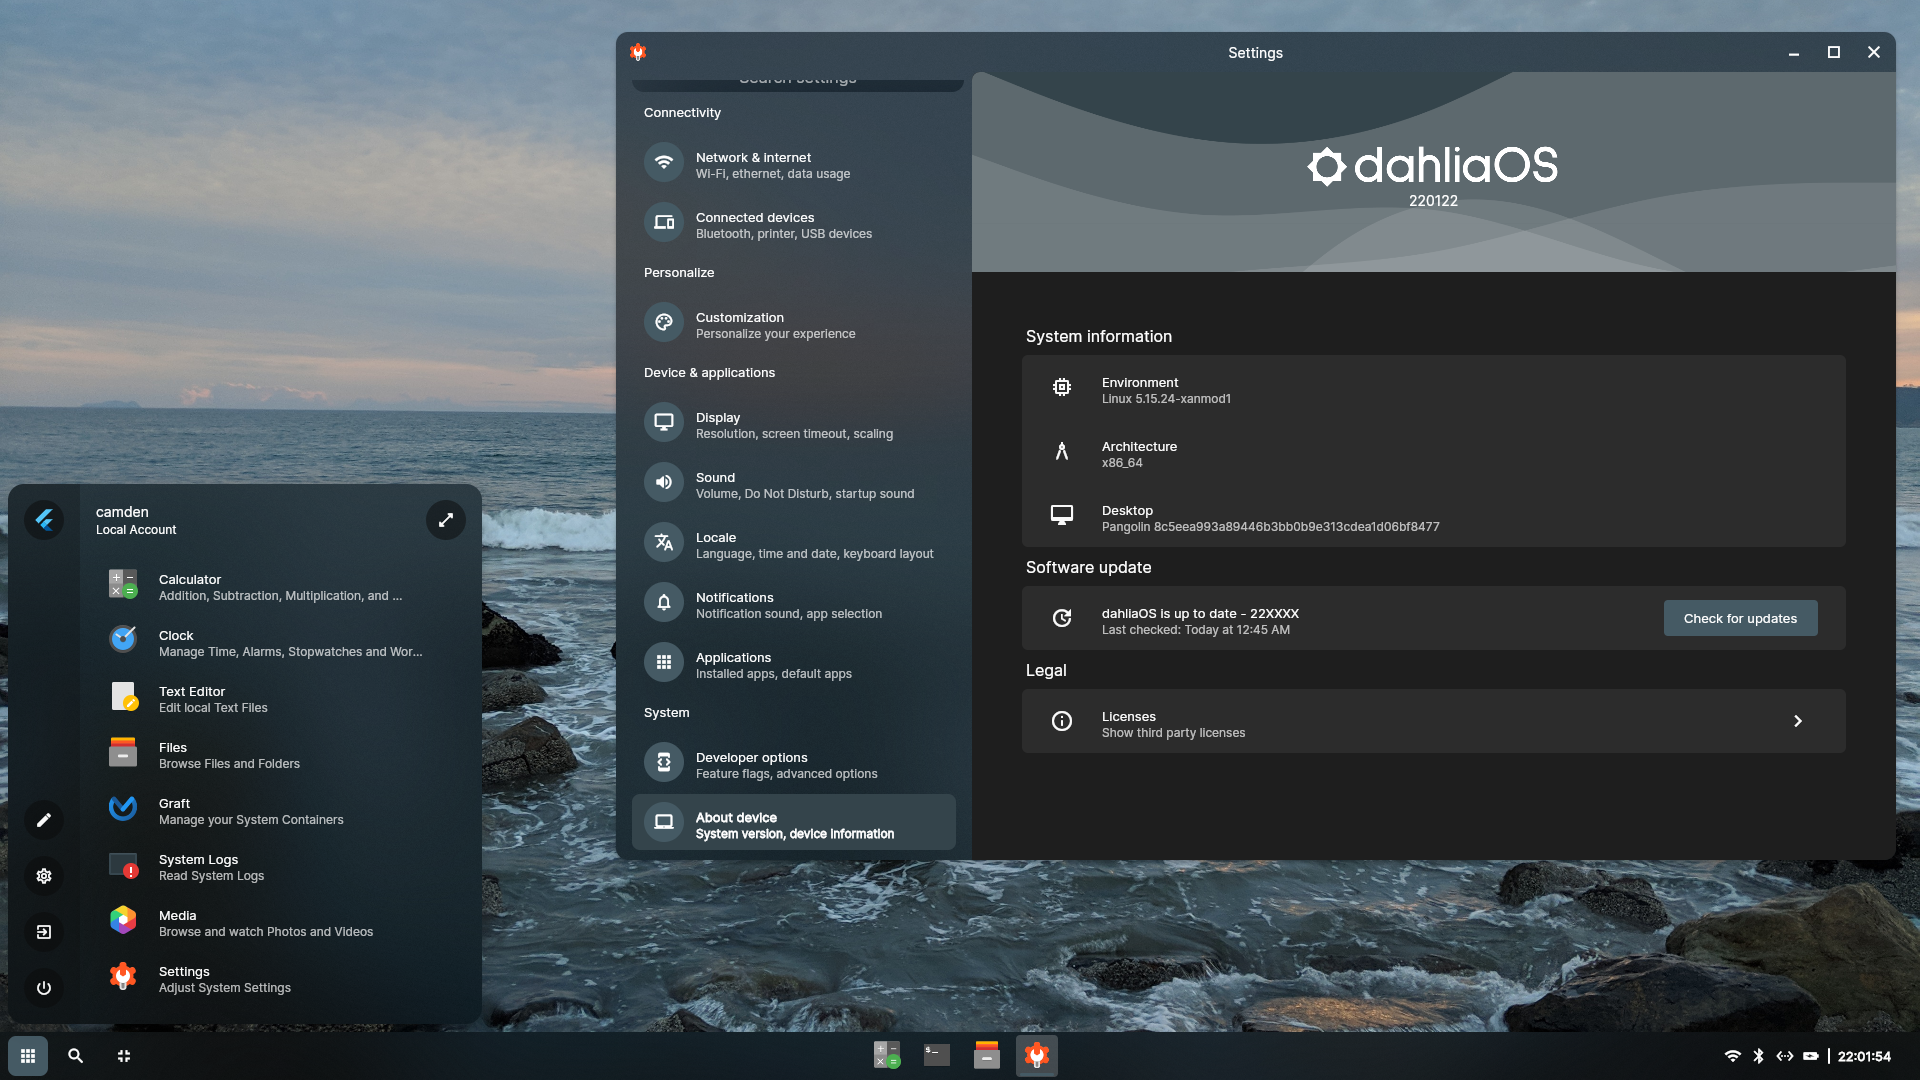 Settings
Search settings
Connectivity
Network & internet
Wi-Fi, ethernet, data usage
Connected devices
Bluetooth, printer, USB devices
Personalize
Customization
Personalize your experience
Device & applications
Display
Resolution, screen timeout, scaling
Sound
Volume, Do Not Disturb, startup sound
Locale
Language, time and date, keyboard layout
Notifications
Notification sound, app selection
Applications
Installed apps, default apps
System
Developer options
Feature flags, advanced options
About device
System version, device information
dahliaOS
220122
System information
Environment
Linux 5.15.24-xanmod1
Architecture
x86_64
Desktop
Pangolin 8c5eea993a89446b3bb0b9e313cdea1d06bf8477
Software update
dahliaOS is up to date - 22XXXX
Last checked: Today at 12:45 AM
Check for updates
Legal
Licenses
Show third party licenses
camden
Local Account
Calculator
Addition, Subtraction, Multiplication, and ...
Clock
Manage Time, Alarms, Stopwatches and Wor...
Text Editor
Edit local Text Files
Files
Browse Files and Folders
Graft
Manage your System Containers
System Logs
Read System Logs
Media
Browse and watch Photos and Videos
Settings
Adjust System Settings
22:01:54